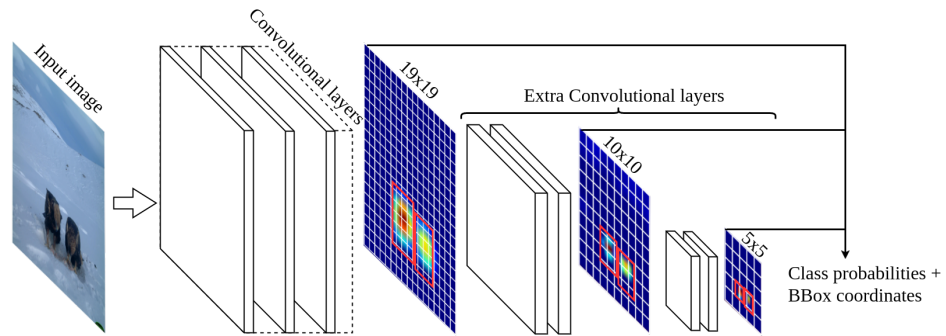 Input image
Convolutional layers
19x19
Extra Convolutional layers
10x10
5x5
Class probabilities +
BBox coordinates